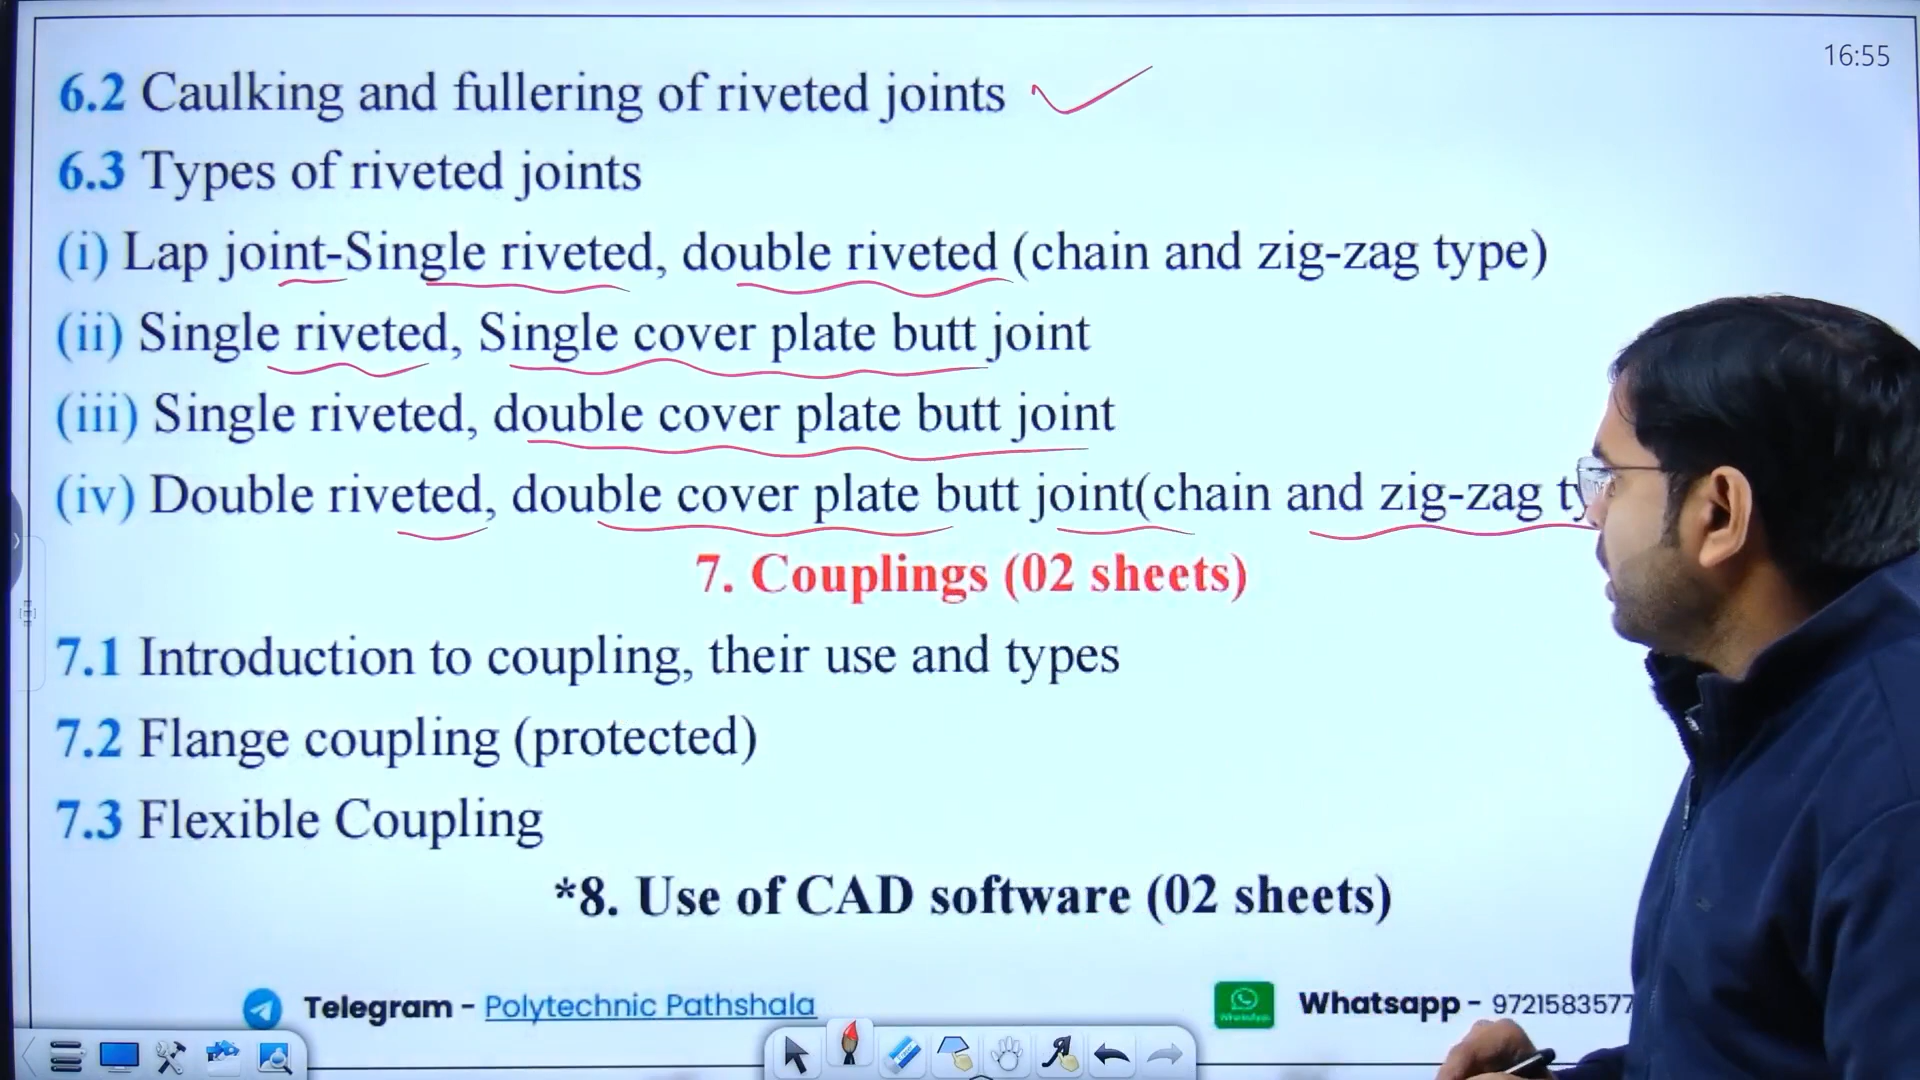 16:55
6.2 Caulking and fullering of riveted joints
6.3 Types of riveted joints
(i) Lap joint-Single riveted, double riveted (chain and zig-zag type)
(ii) Single riveted, Single cover plate butt joint
(iii) Single riveted, double cover plate butt joint
(iv) Double riveted, double cover plate butt joint(chain and zig-zag ty
7. Couplings (02 sheets)
7.1 Introduction to coupling, their use and types
7.2 Flange coupling (protected)
7.3 Flexible Coupling
*8. Use of CAD software (02 sheets)
Telegram - Polytechnic Pathshala
Whatsapp - 9721583577